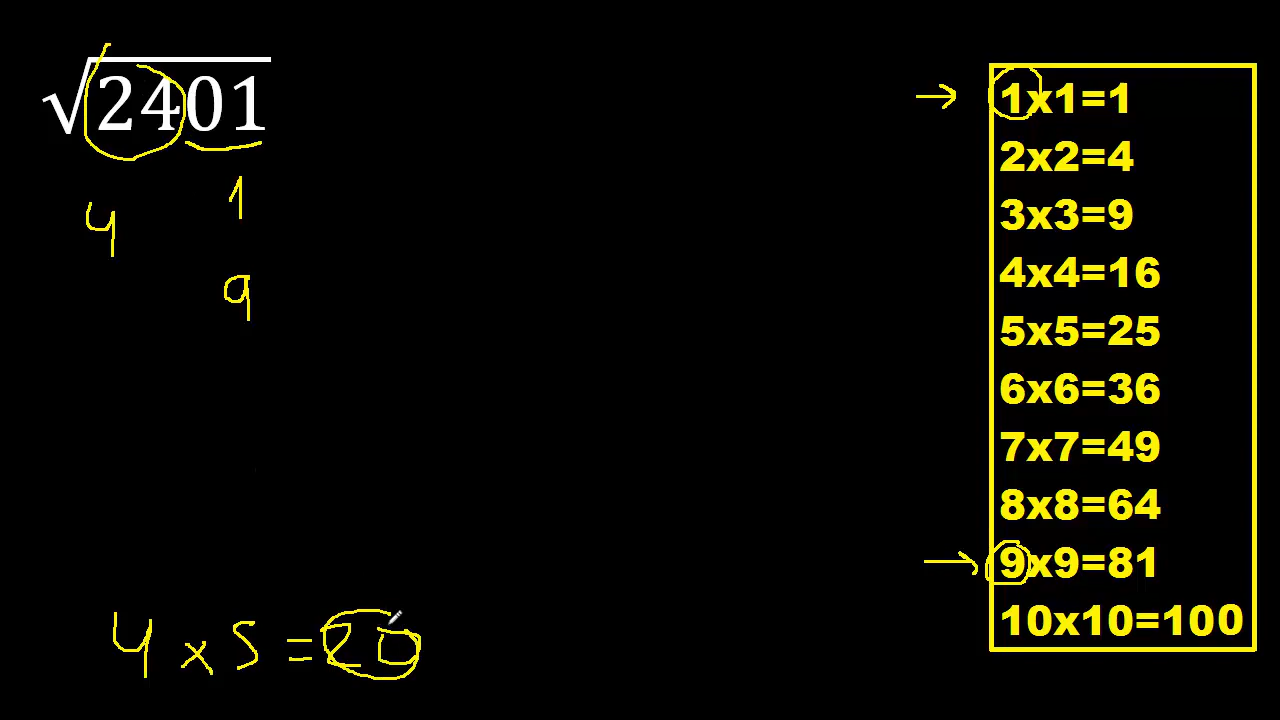 √2401
4 1
9
4 x 5 = 20
→ 1x1=1
2x2=4
3x3=9
4x4=16
5x5=25
6x6=36
7x7=49
8x8=64
→ 9x9=81
10x10=100